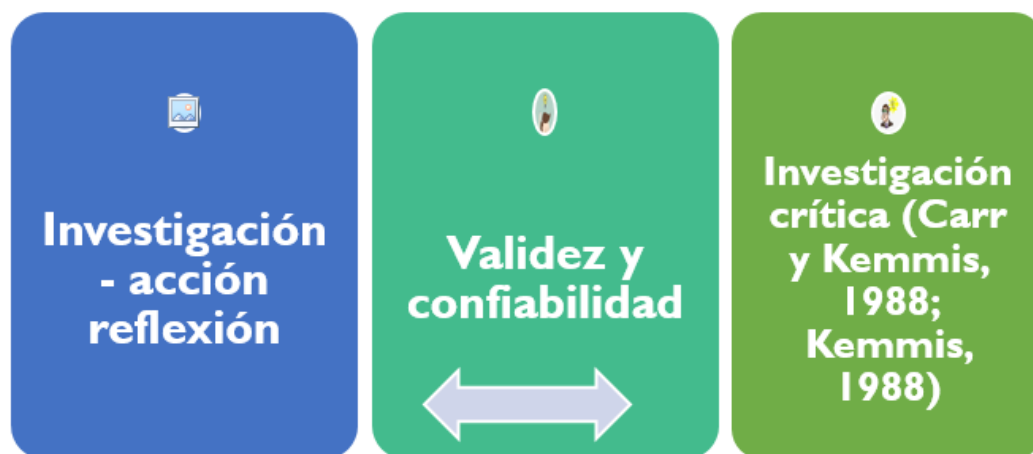 Investigación
- acción
reflexión
Validez y
confiabilidad
Investigación
crítica (Carr
y Kemmis,
1988;
Kemmis,
1988)